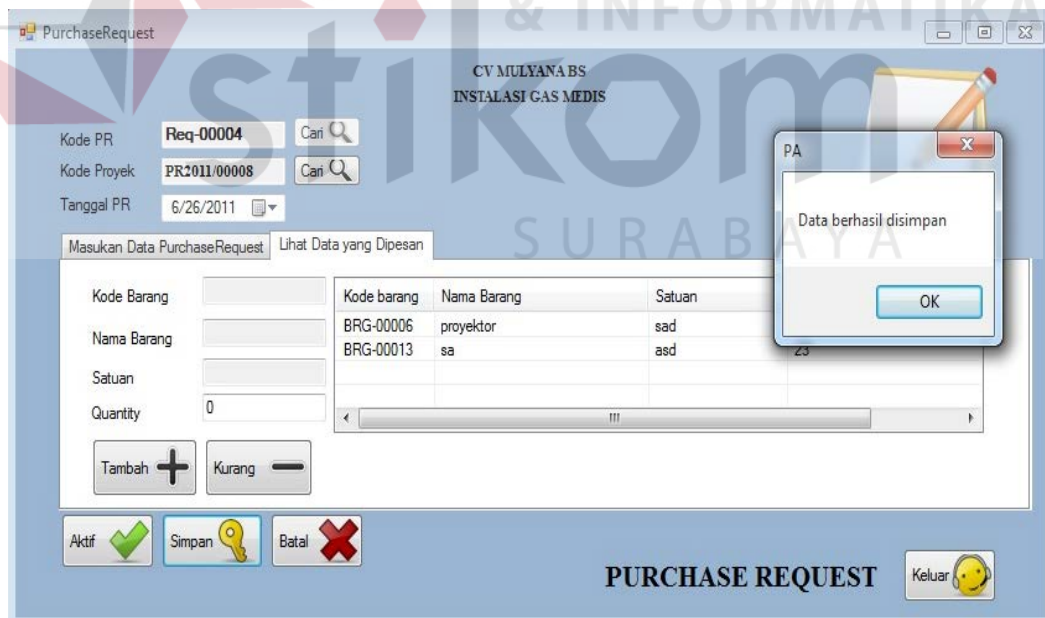 & INFORMATIKA
PurchaseRequest
stikom
SURABAYA
CV MULYANA BS
INSTALASI GAS MEDIS
Kode PR Req-00004 Cari
Kode Proyek PR2011/00008 Cari
Tanggal PR 6/26/2011
PA
Data berhasil disimpan
OK
Masukan Data PurchaseRequest Lihat Data yang Dipesan
Kode Barang
Nama Barang
Satuan
Quantity 0
Kode barang Nama Barang Satuan
BRG-00006 proyektor sad
BRG-00013 sa asd 23
Tambah Kurang
Aktif Simpan Batal
PURCHASE REQUEST
Keluar